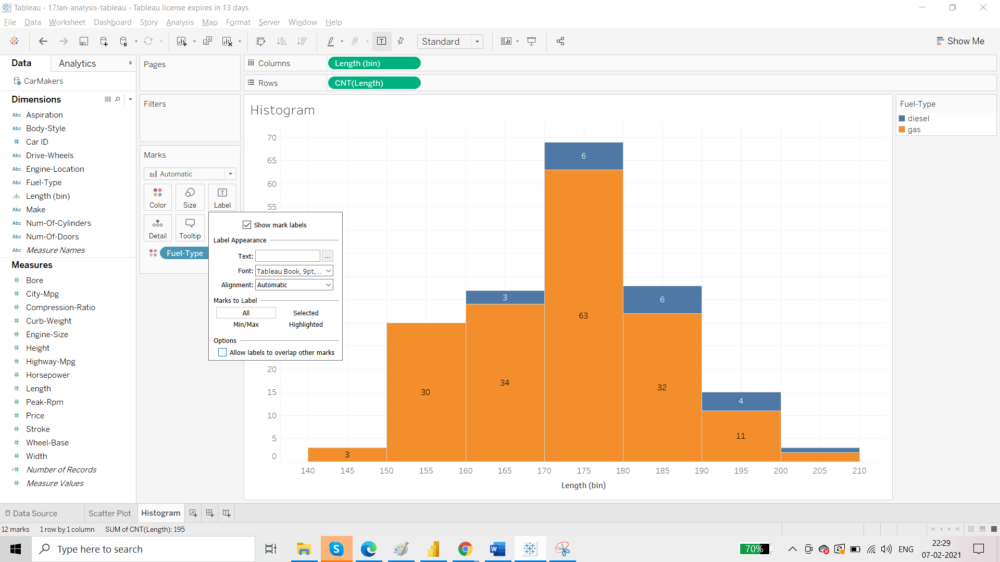 Tableau - 17Jan-analysis-tableau - Tableau license expires in 13 days
File Data Worksheet Dashboard Story Analysis Map Format Server Window Help
Standard
Show Me
Data Analytics
CarMakers
Dimensions
Abc Aspiration
Abc Body-Style
# Car ID
Abc Drive-Wheels
Abc Engine-Location
Abc Fuel-Type
Length (bin)
Abc Make
Abc Num-Of-Cylinders
Abc Num-Of-Doors
Abc Measure Names
Measures
# Bore
# City-Mpg
# Compression-Ratio
# Curb-Weight
# Engine-Size
# Height
# Highway-Mpg
# Horsepower
# Length
# Peak-Rpm
# Price
# Stroke
# Wheel-Base
# Width
=# Number of Records
# Measure Values
Pages
Filters
Marks
Automatic
Color Size Label
Detail Tooltip
Fuel-Type
Show mark labels
Label Appearance
Text: ...
Font: Tableau Book, 9pt, ..
Alignment: Automatic
Marks to Label
All Selected
Min/Max Highlighted
Options
Allow labels to overlap other marks
Columns Length (bin)
Rows CNT(Length)
Histogram
70
65
60
55
20
15
10
5
0
3
30
3
34
6
63
6
32
4
11
140 145 150 155 160 165 170 175 180 185 190 195 200 205 210
Length (bin)
Fuel-Type
diesel
gas
Data Source Scatter Plot Histogram
12 marks 1 row by 1 column SUM of CNT(Length): 195
Type here to search
70%
ENG
22:29
07-02-2021